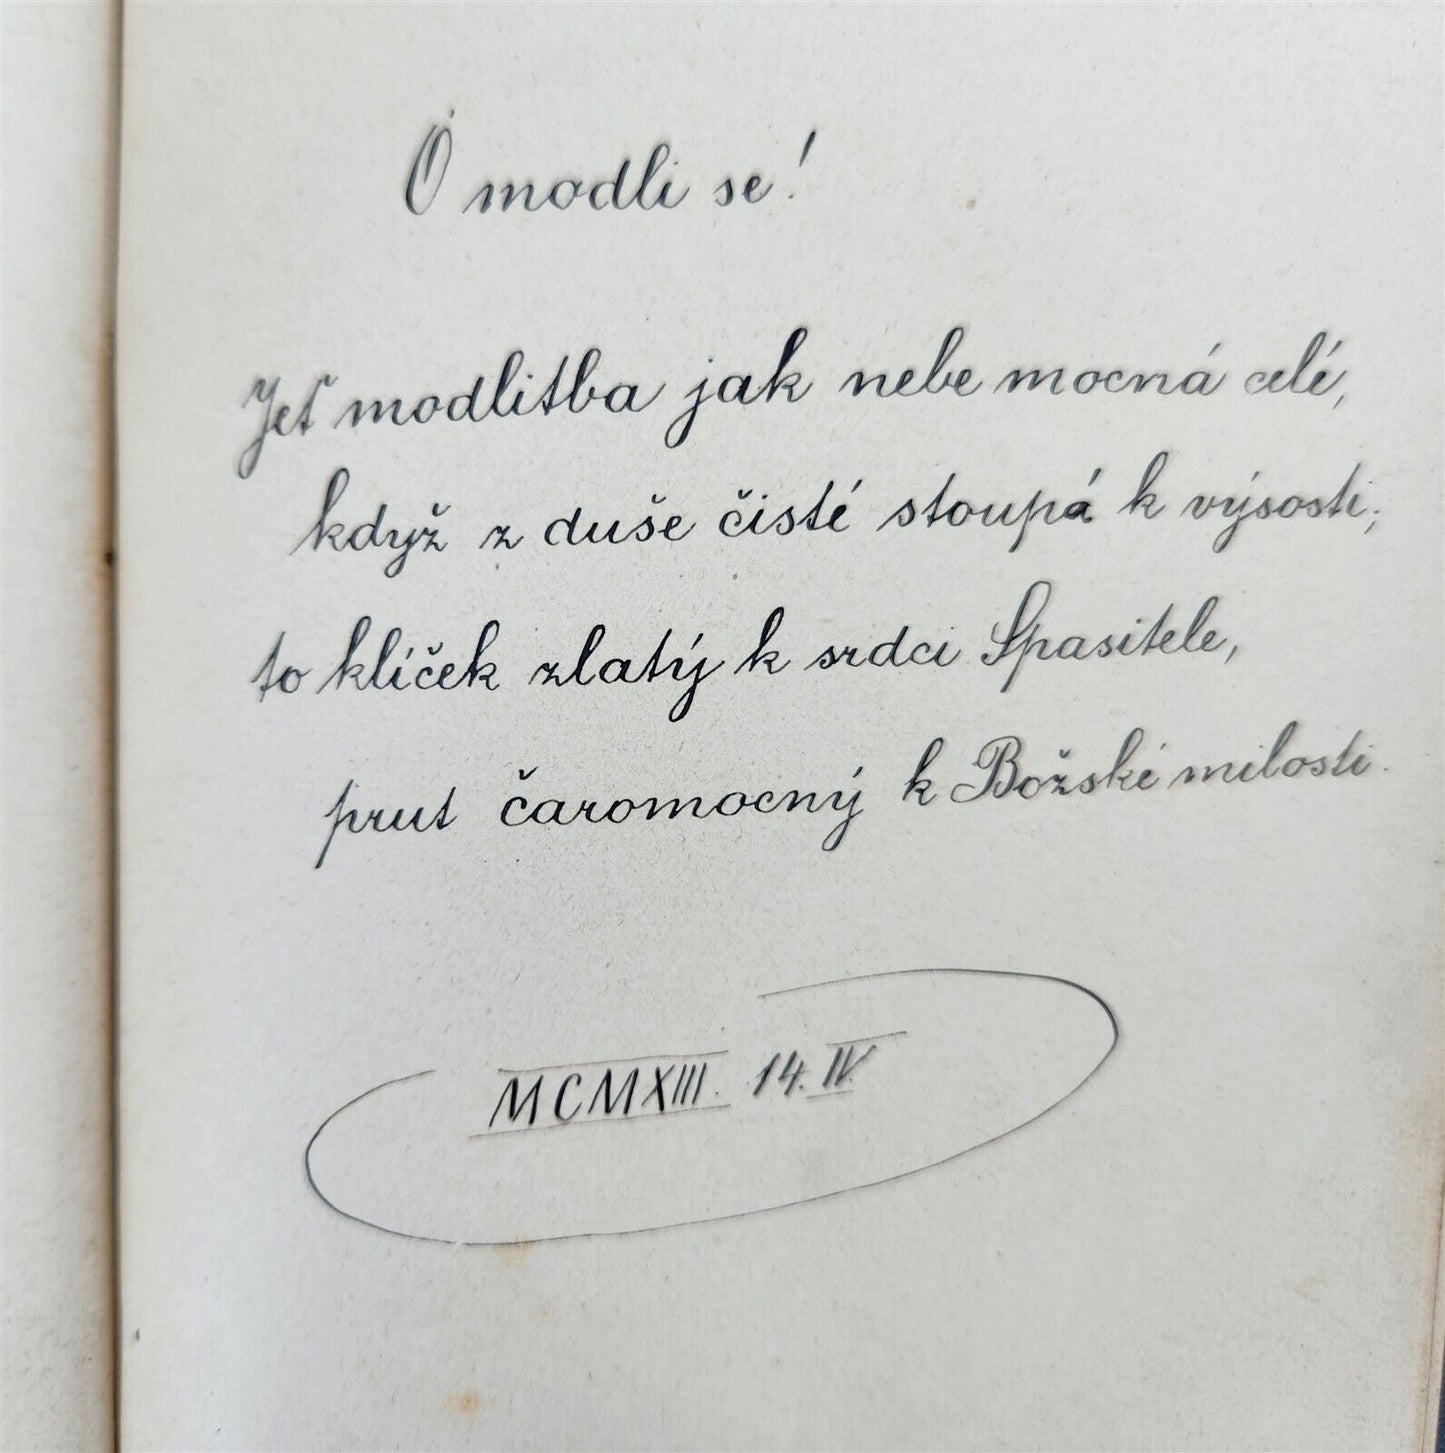 Ó modli se!
Jeť modlitba jak nebe mocná celé,
když z duše čisté stoupá k výsosti;
to klíček zlatý k srdci Spasitele,
prut čaromocný k Božské milosti.
MCMXIII. 14. IV.